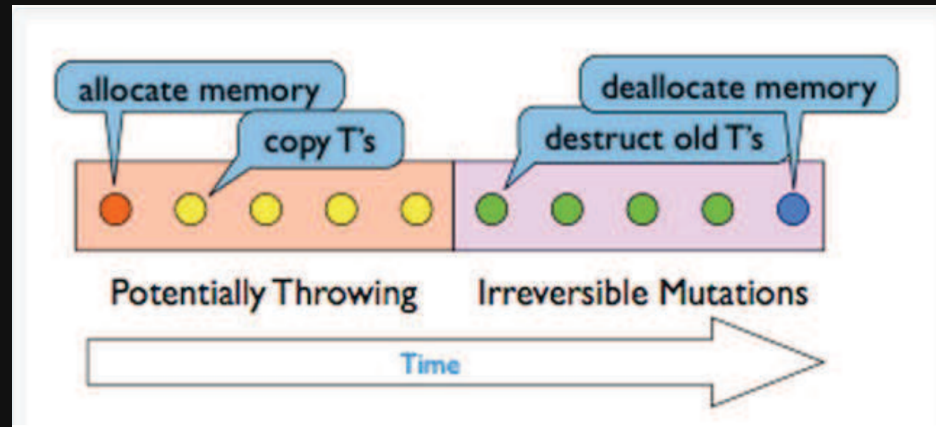 allocate memory
deallocate memory
copy T's
destruct old T's
Potentially Throwing
Irreversible Mutations
Time